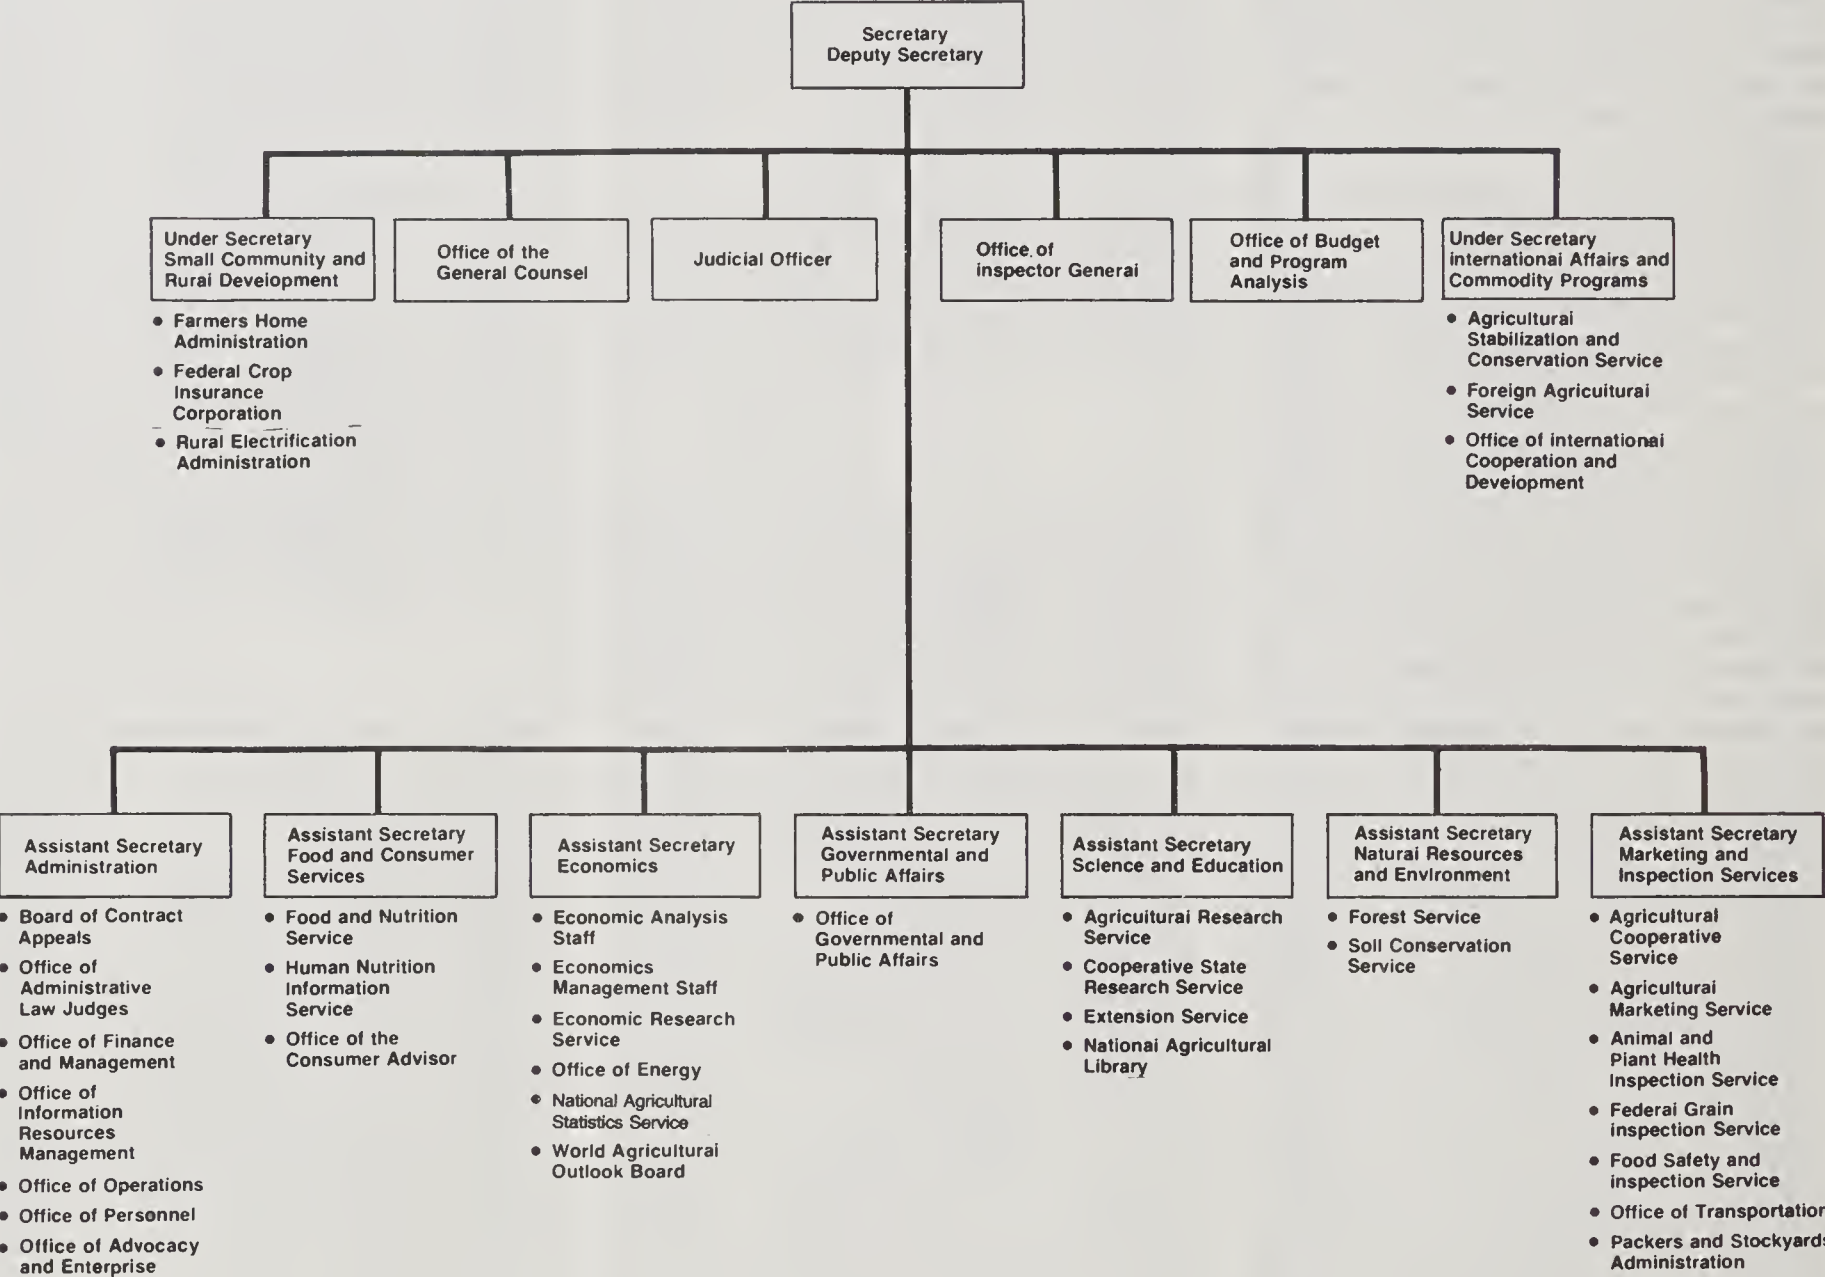 Secretary
Deputy Secretary
Under Secretary
Small Community and
Rural Development
• Farmers Home
Administration
• Federal Crop
Insurance
Corporation
• Rural Electrification
Administration
Office of the
General Counsel
Judicial Officer
Office of
inspector General
Office of Budget
and Program
Analysis
Under Secretary
international Affairs and
Commodity Programs
• Agricultural
Stabilization and
Conservation Service
• Foreign Agricultural
Service
• Office of international
Cooperation and
Development
Assistant Secretary
Administration
• Board of Contract
Appeals
• Office of
Administrative
Law Judges
• Office of Finance
and Management
• Office of
Information
Resources
Management
• Office of Operations
• Office of Personnel
• Office of Advocacy
and Enterprise
Assistant Secretary
Food and Consumer
Services
• Food and Nutrition
Service
• Human Nutrition
Information
Service
• Office of the
Consumer Advisor
Assistant Secretary
Economics
• Economic Analysis
Staff
• Economics
Management Staff
• Economic Research
Service
• Office of Energy
• National Agricultural
Statistics Service
• World Agricultural
Outlook Board
Assistant Secretary
Governmental and
Public Affairs
• Office of
Governmental and
Public Affairs
Assistant Secretary
Science and Education
• Agricultural Research
Service
• Cooperative State
Research Service
• Extension Service
• National Agricultural
Library
Assistant Secretary
Natural Resources
and Environment
• Forest Service
• Soil Conservation
Service
Assistant Secretary
Marketing and
Inspection Services
• Agricultural
Cooperative
Service
• Agricultural
Marketing Service
• Animal and
Plant Health
Inspection Service
• Federal Grain
inspection Service
• Food Safety and
inspection Service
• Office of Transportation
• Packers and Stockyards
Administration